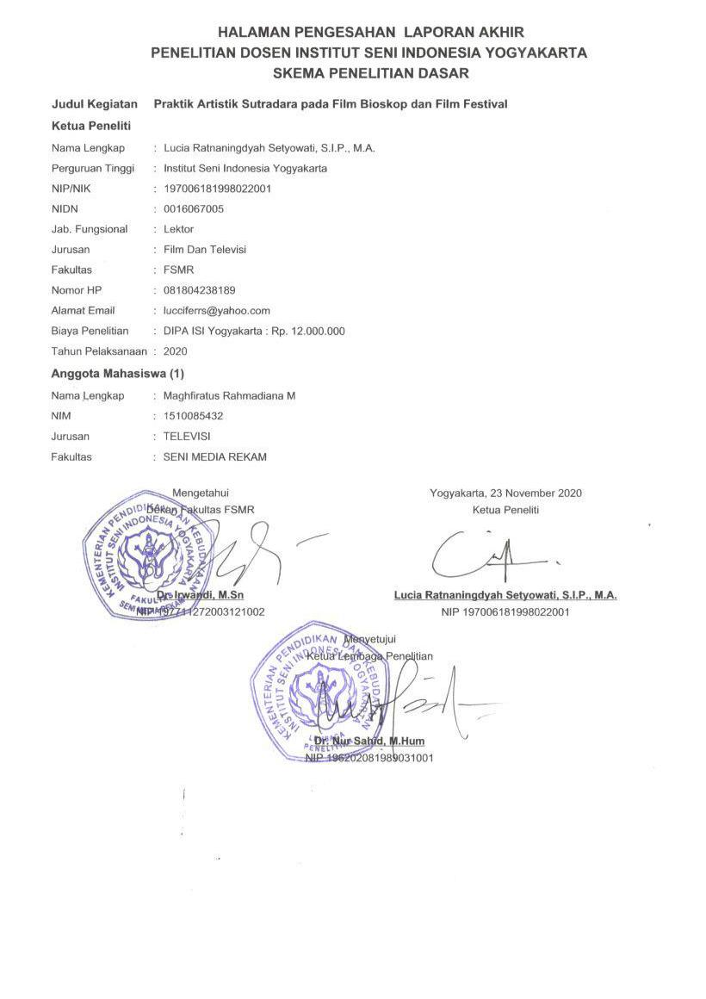 HALAMAN PENGESAHAN LAPORAN AKHIR
PENELITIAN DOSEN INSTITUT SENI INDONESIA YOGYAKARTA
SKEMA PENELITIAN DASAR
Judul Kegiatan Praktik Artistik Sutradara pada Film Bioskop dan Film Festival
Ketua Peneliti
Nama Lengkap : Lucia Ratnaningdyah Setyowati, S.I.P., M.A.
Perguruan Tinggi : Institut Seni Indonesia Yogyakarta
NIP/NIK : 197006181998022001
NIDN : 0016067005
Jab. Fungsional : Lektor
Jurusan : Film Dan Televisi
Fakultas : FSMR
Nomor HP : 081804238189
Alamat Email : lucciferrs@yahoo.com
Biaya Penelitian : DIPA ISI Yogyakarta : Rp. 12.000.000
Tahun Pelaksanaan : 2020
Anggota Mahasiswa (1)
Nama Lengkap : Maghfiratus Rahmadiana M
NIM : 1510085432
Jurusan : TELEVISI
Fakultas : SENI MEDIA REKAM
Mengetahui
Dekan Fakultas FSMR
KEMENTERIAN PENDIDIKAN DAN KEBUDAYAAN
INSTITUT SENI INDONESIA YOGYAKARTA
FAKULTAS
SENI MEDIA REKAM
Dr. Irwandi, M.Sn
NIP 197711272003121002
Yogyakarta, 23 November 2020
Ketua Peneliti
Lucia Ratnaningdyah Setyowati, S.I.P., M.A.
NIP 197006181998022001
Menyetujui
Ketua Lembaga Penelitian
KEMENTERIAN PENDIDIKAN DAN KEBUDAYAAN
INSTITUT SENI INDONESIA YOGYAKARTA
LEMBAGA
PENELITIAN
Dr. Nur Sahid, M.Hum
NIP 196202081989031001